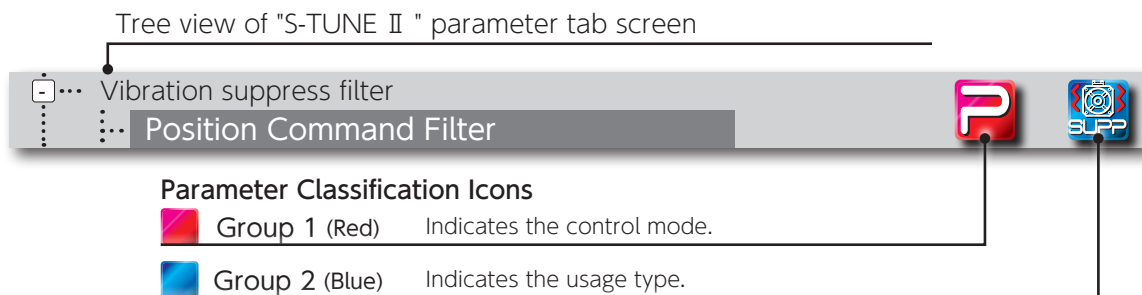 Tree view of "S-TUNE Ⅱ " parameter tab screen
- Vibration suppress filter
Position Command Filter
P
SUPP
Parameter Classification Icons
Group 1 (Red) Indicates the control mode.
Group 2 (Blue) Indicates the usage type.